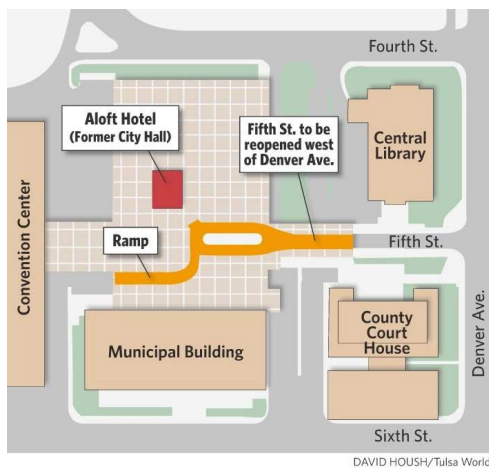 Fourth St.
Aloft Hotel
(Former City Hall)
Fifth St. to be
reopened west
of Denver Ave.
Central
Library
Convention Center
Ramp
Fifth St.
County
Court
House
Denver Ave.
Municipal Building
Sixth St.
DAVID HOUSH/Tulsa World